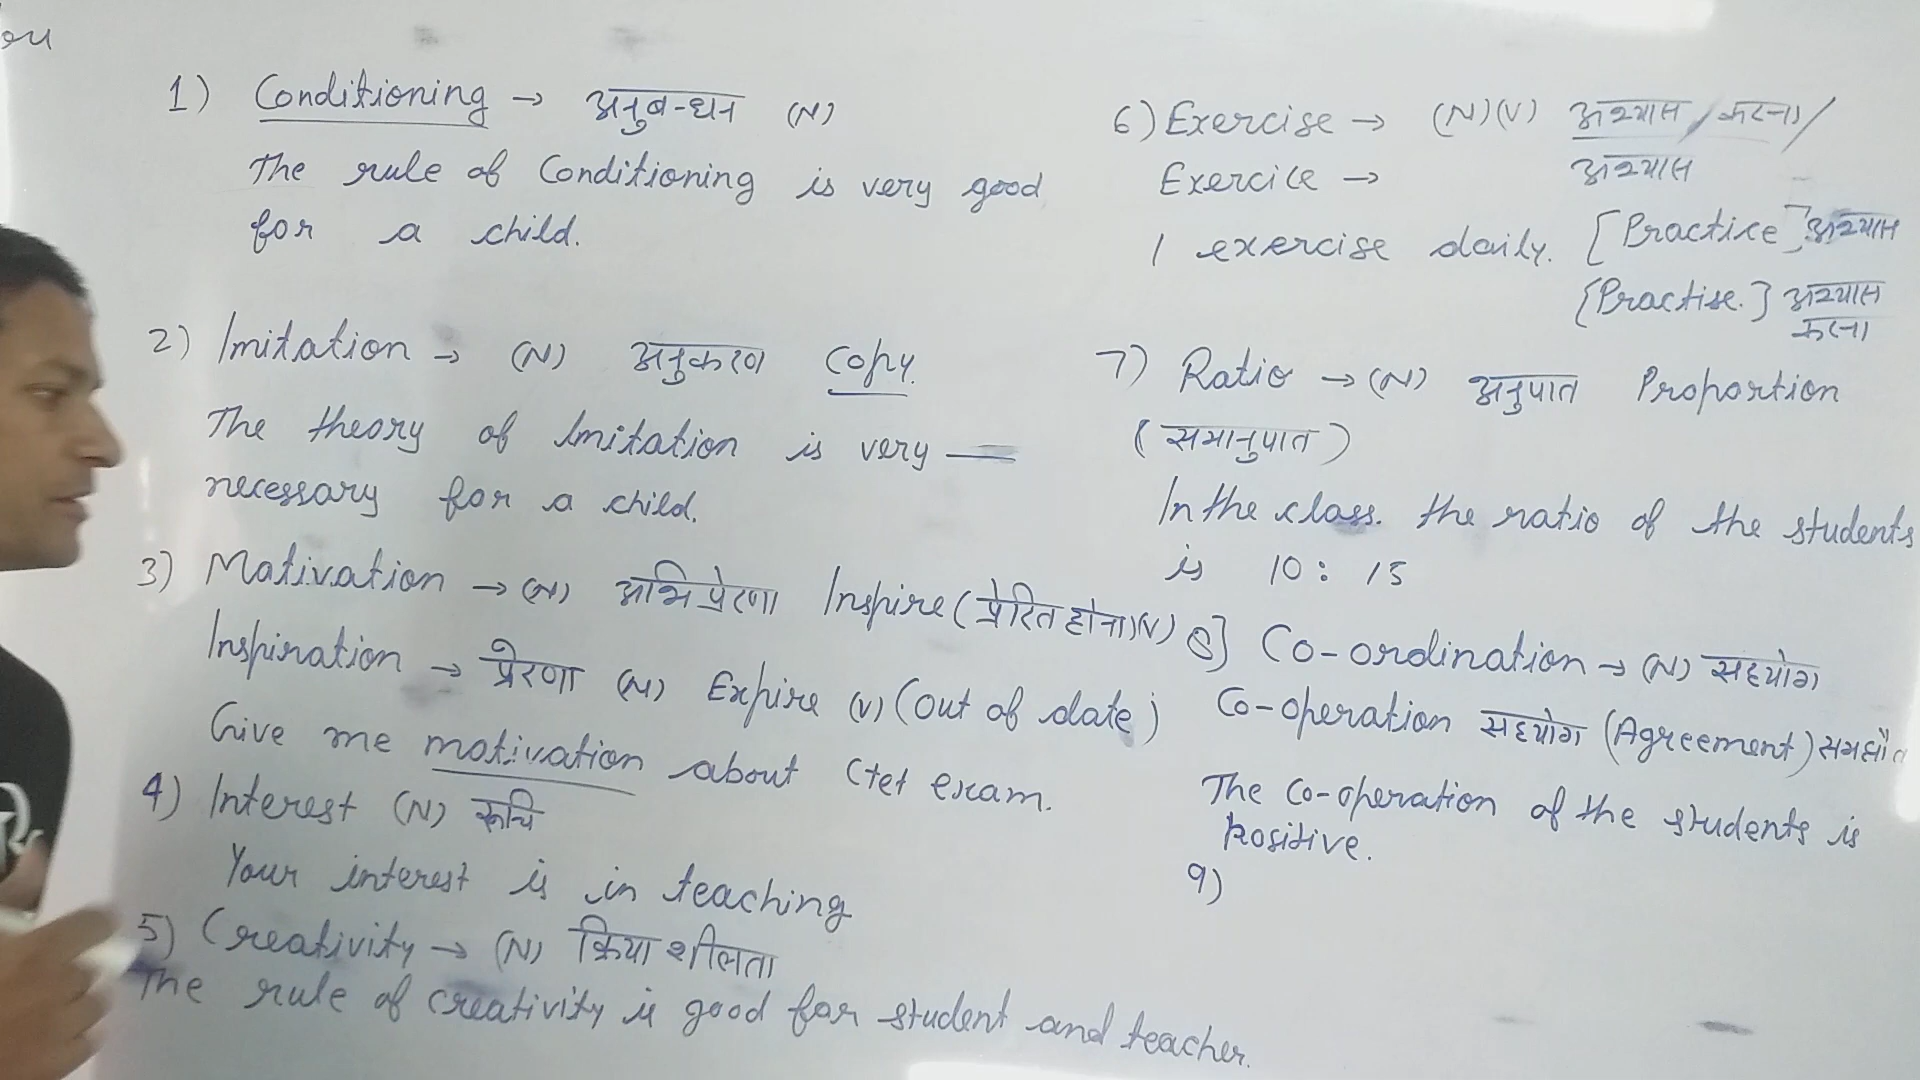 1) Conditioning → अनुबन्धन (N)
The rule of Conditioning is very good
for a child.
2) Imitation → (N) अनुकरण Copy.
The theory of Imitation is very —
necessary for a child.
3) Motivation → (N) अभिप्रेरणा Inspire (प्रेरित होना)(V)
Inspiration → प्रेरणा (N) Expire (V) (Out of date)
Give me motivation about Ctet exam.
4) Interest (N) रूचि
Your interest is in teaching
5) Creativity → (N) क्रियाशीलता
The rule of creativity is good for student and teacher.
6) Exercise → (N)(V) अभ्यास / करना /
Exercice → अभ्यास
I exercise daily. [Practice] अभ्यास
[Practise.] अभ्यास
करना
7) Ratio → (N) अनुपात Proportion
(समानुपात)
In the class. the ratio of the students
is 10 : 15
8] Co-ordination → (N) सहयोग
Co-operation सहयोग (Agreement)
The Co-operation of the students is
positive.
9)